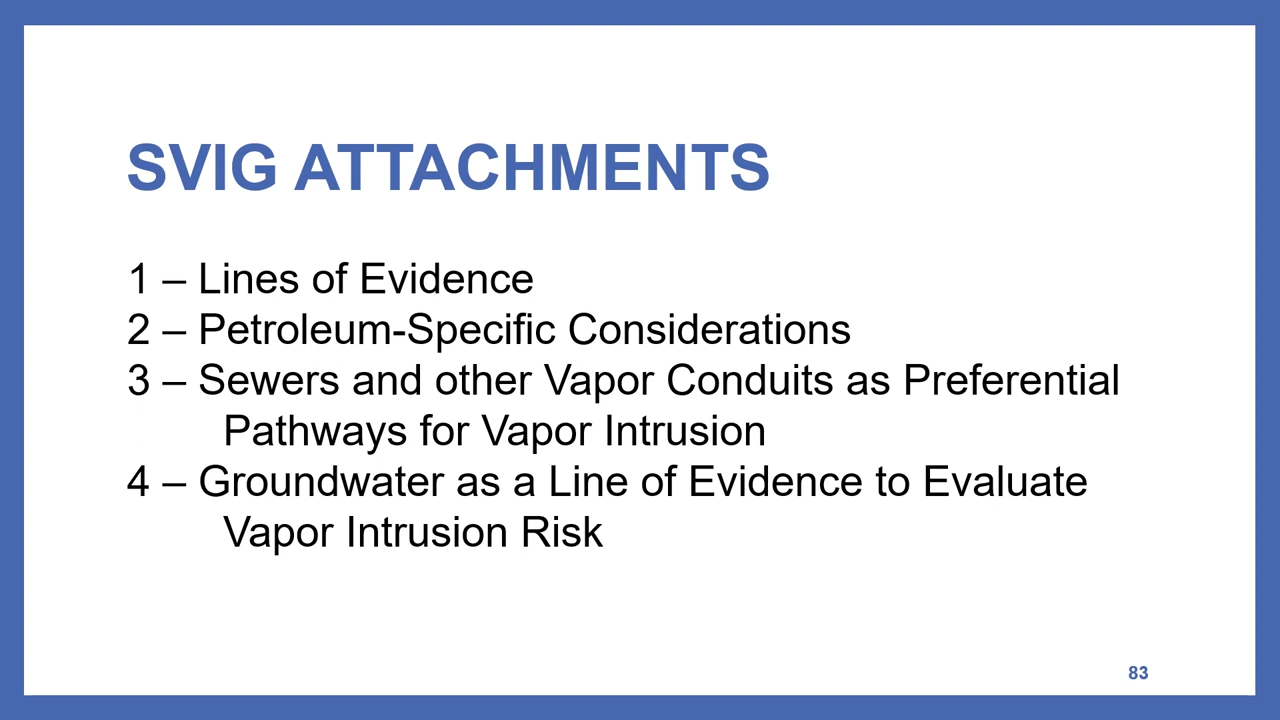 SVIG ATTACHMENTS
1 – Lines of Evidence
2 – Petroleum-Specific Considerations
3 – Sewers and other Vapor Conduits as Preferential
Pathways for Vapor Intrusion
4 – Groundwater as a Line of Evidence to Evaluate
Vapor Intrusion Risk
83